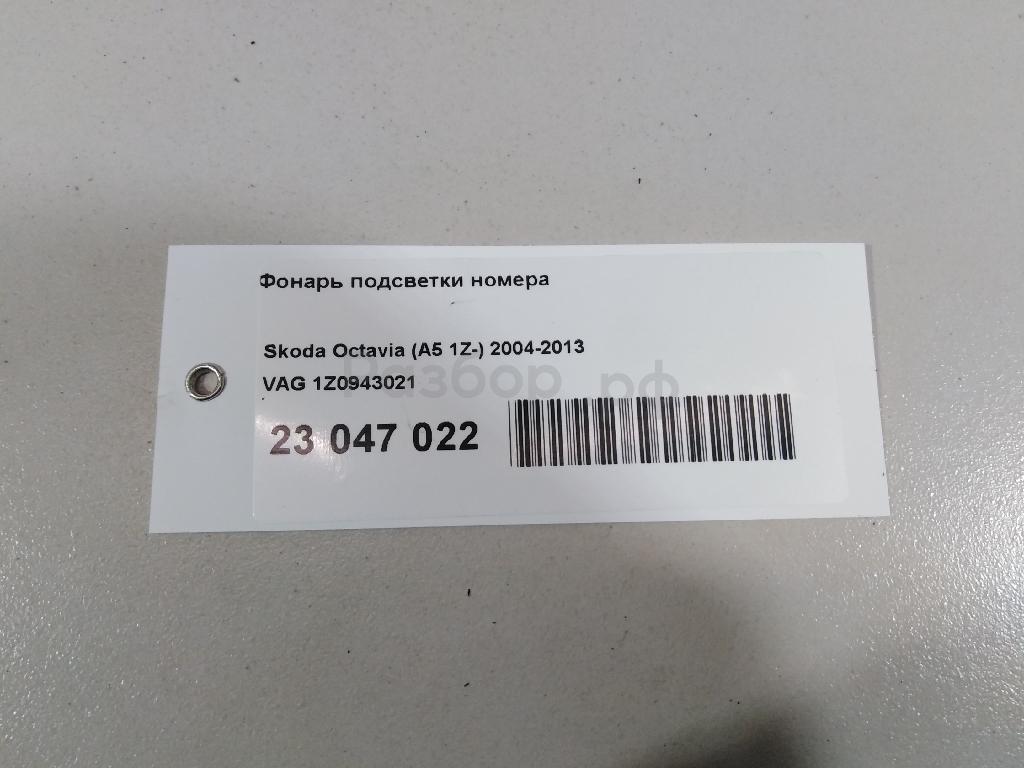 Фонарь подсветки номера
Skoda Octavia (A5 1Z-) 2004-2013
VAG 1Z0943021
Разбор.рф
23 047 022